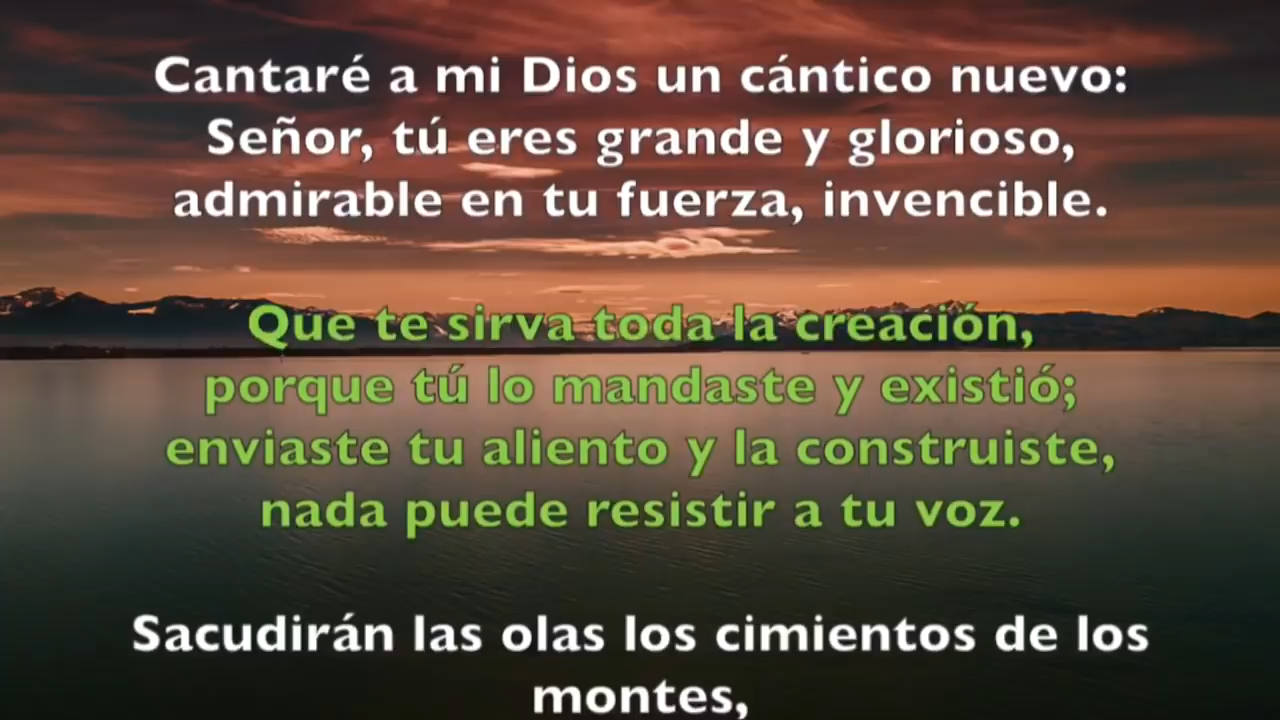 Cantaré a mi Dios un cántico nuevo:
Señor, tú eres grande y glorioso,
admirable en tu fuerza, invencible.
Que te sirva toda la creación,
porque tú lo mandaste y existió;
enviaste tu aliento y la construiste,
nada puede resistir a tu voz.
Sacudirán las olas los cimientos de los
montes,